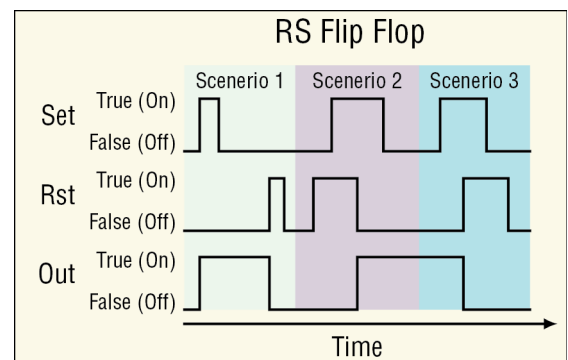 RS Flip Flop
Scenerio 1 Scenerio 2 Scenerio 3
Set
True (On)
False (Off)
Rst
True (On)
False (Off)
Out
True (On)
False (Off)
Time